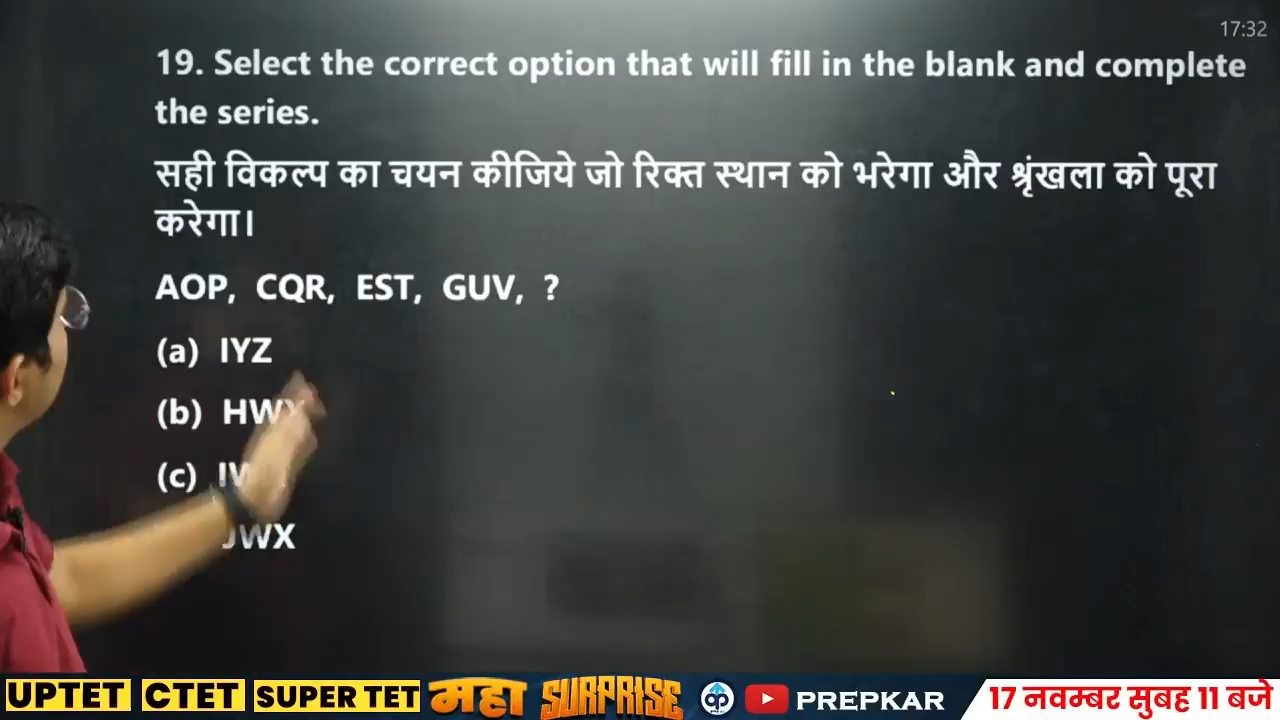 17:32
19. Select the correct option that will fill in the blank and complete
the series.
सही विकल्प का चयन कीजिये जो रिक्त स्थान को भरेगा और श्रृंखला को पूरा
करेगा।
AOP, CQR, EST, GUV, ?
(a) IYZ
(b) HWX
(c)
JWX
UPTET CTET SUPER TET महा SURPRISE PREPKAR 17 नवम्बर सुबह 11 बजे